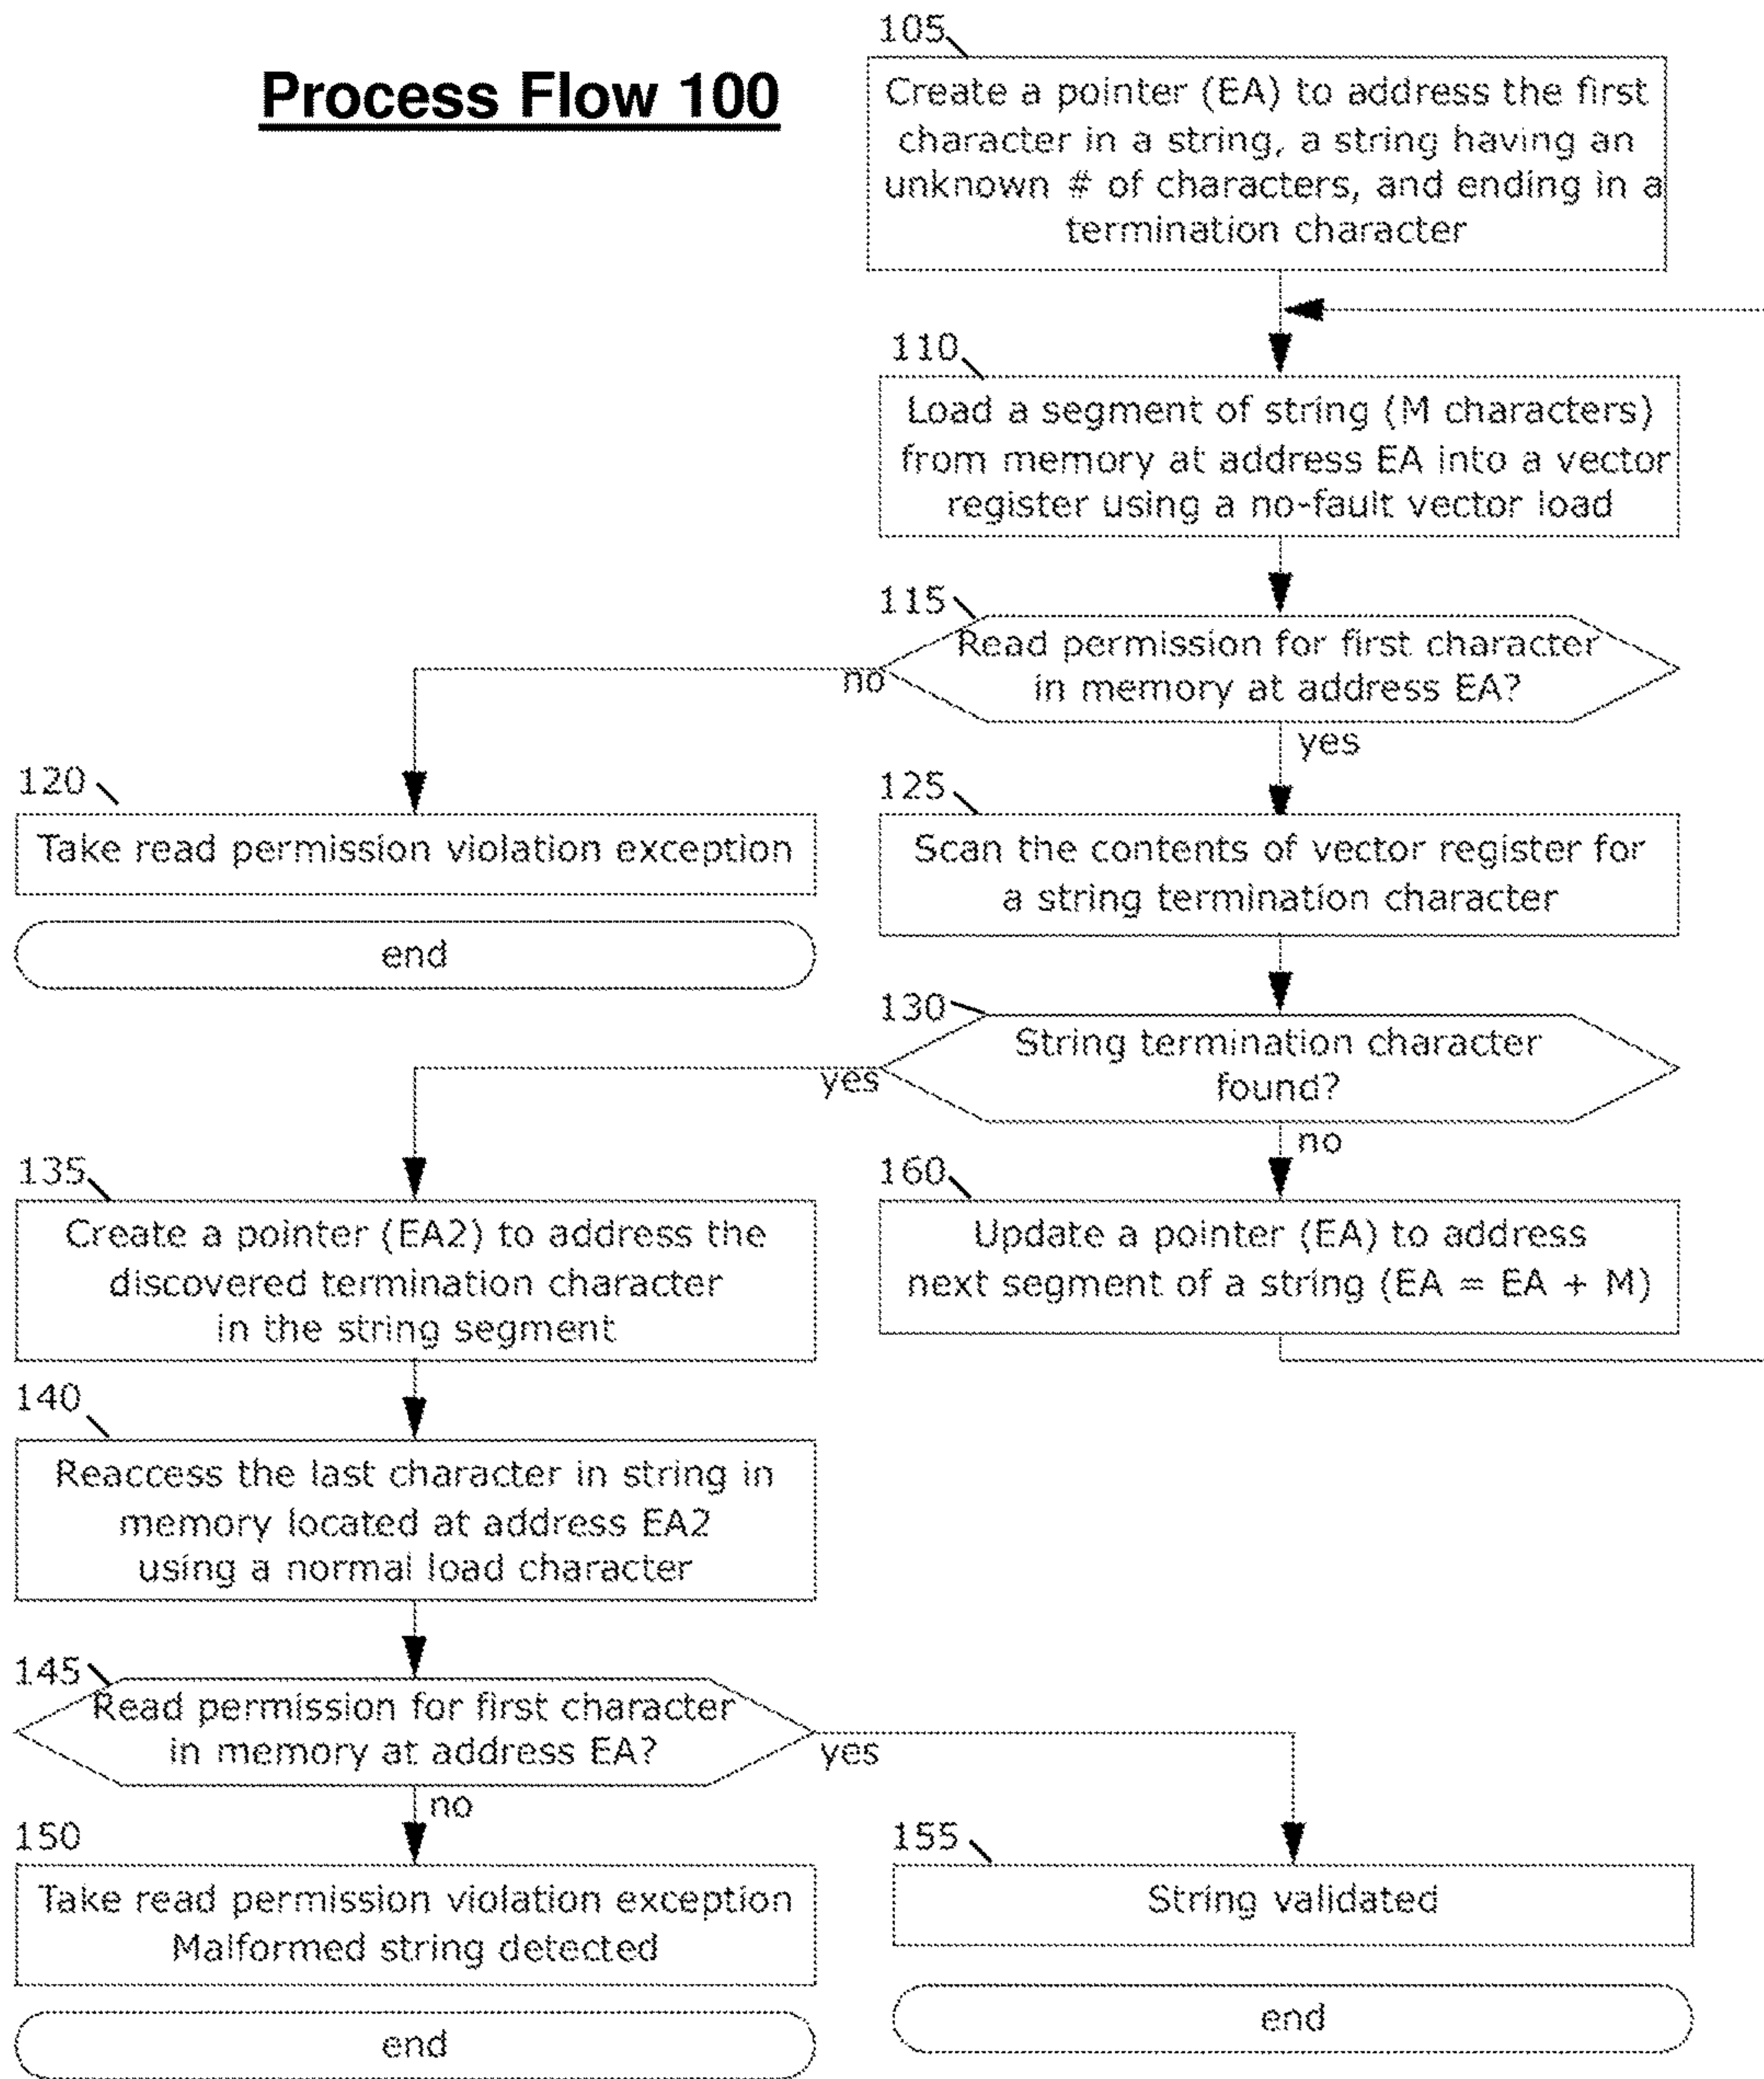 Process Flow 100
105
Create a pointer (EA) to address the first
character in a string, a string having an
unknown # of characters, and ending in a
termination character
110
Load a segment of string (M characters)
from memory at address EA into a vector
register using a no-fault vector load
115
Read permission for first character
in memory at address EA?
no
yes
120
Take read permission violation exception
end
125
Scan the contents of vector register for
a string termination character
130
String termination character
found?
yes
no
135
Create a pointer (EA2) to address the
discovered termination character
in the string segment
160
Update a pointer (EA) to address
next segment of a string (EA = EA + M)
140
Reaccess the last character in string in
memory located at address EA2
using a normal load character
145
Read permission for first character
in memory at address EA?
yes
no
150
Take read permission violation exception
Malformed string detected
end
155
String validated
end